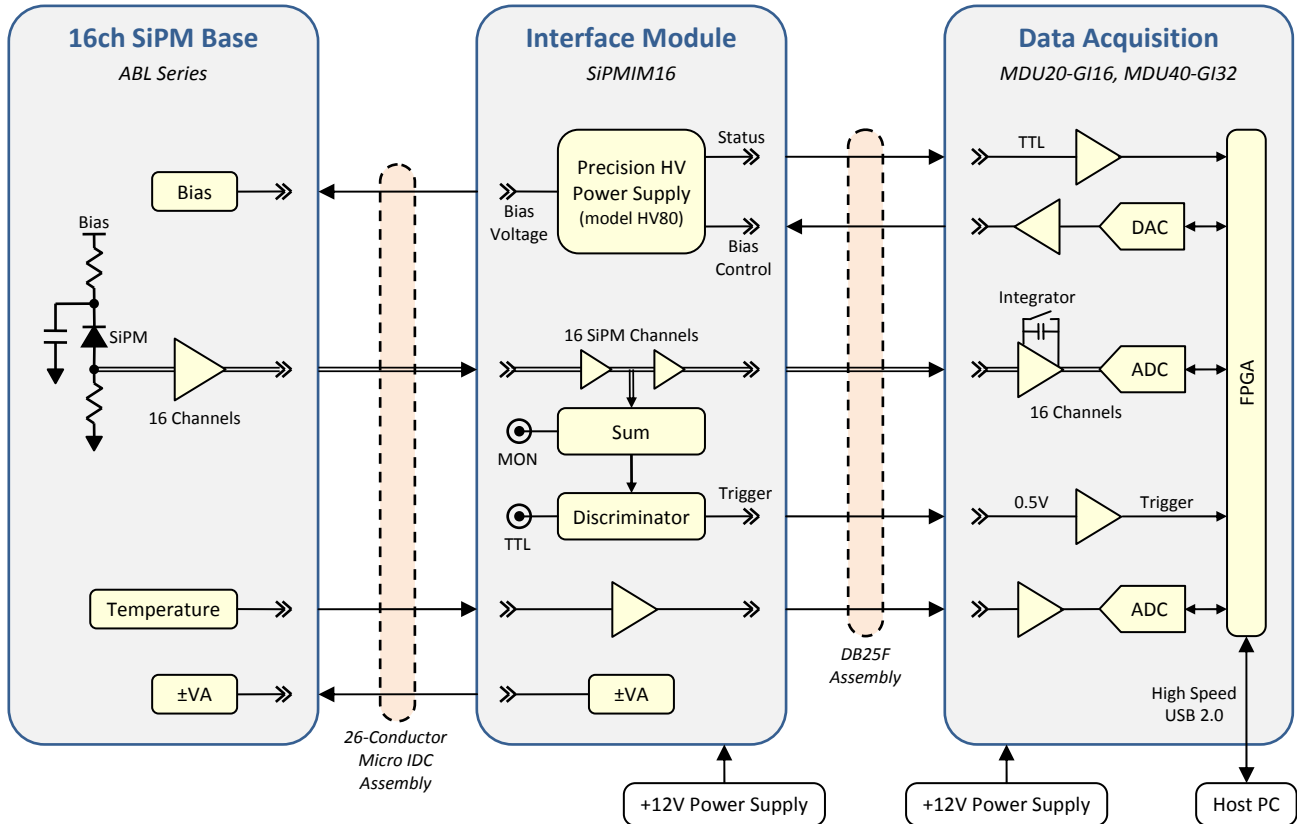 16ch SiPM Base
ABL Series
Bias
Bias
SiPM
16 Channels
Temperature
±VA
26-Conductor
Micro IDC
Assembly
Interface Module
SiPMIM16
Precision HV
Power Supply
(model HV80)
Status
Bias
Voltage
Bias
Control
16 SiPM Channels
Sum
MON
Discriminator
Trigger
TTL
±VA
+12V Power Supply
DB25F
Assembly
Data Acquisition
MDU20-GI16, MDU40-GI32
TTL
DAC
Integrator
ADC
16 Channels
0.5V
Trigger
ADC
FPGA
High Speed
USB 2.0
+12V Power Supply
Host PC